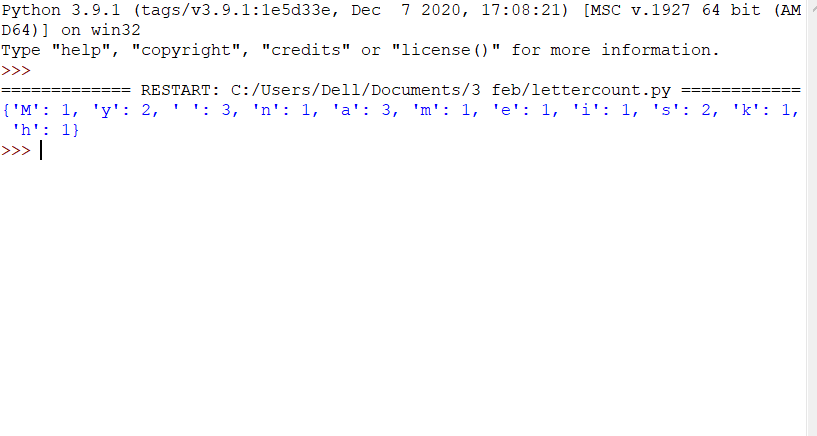 Python 3.9.1 (tags/v3.9.1:1e5d33e, Dec  7 2020, 17:08:21) [MSC v.1927 64 bit (AM
D64)] on win32
Type "help", "copyright", "credits" or "license()" for more information.
>>>
============= RESTART: C:/Users/Dell/Documents/3 feb/lettercount.py ============
{'M': 1, 'y': 2, ' ': 3, 'n': 1, 'a': 3, 'm': 1, 'e': 1, 'i': 1, 's': 2, 'k': 1,
 'h': 1}
>>>